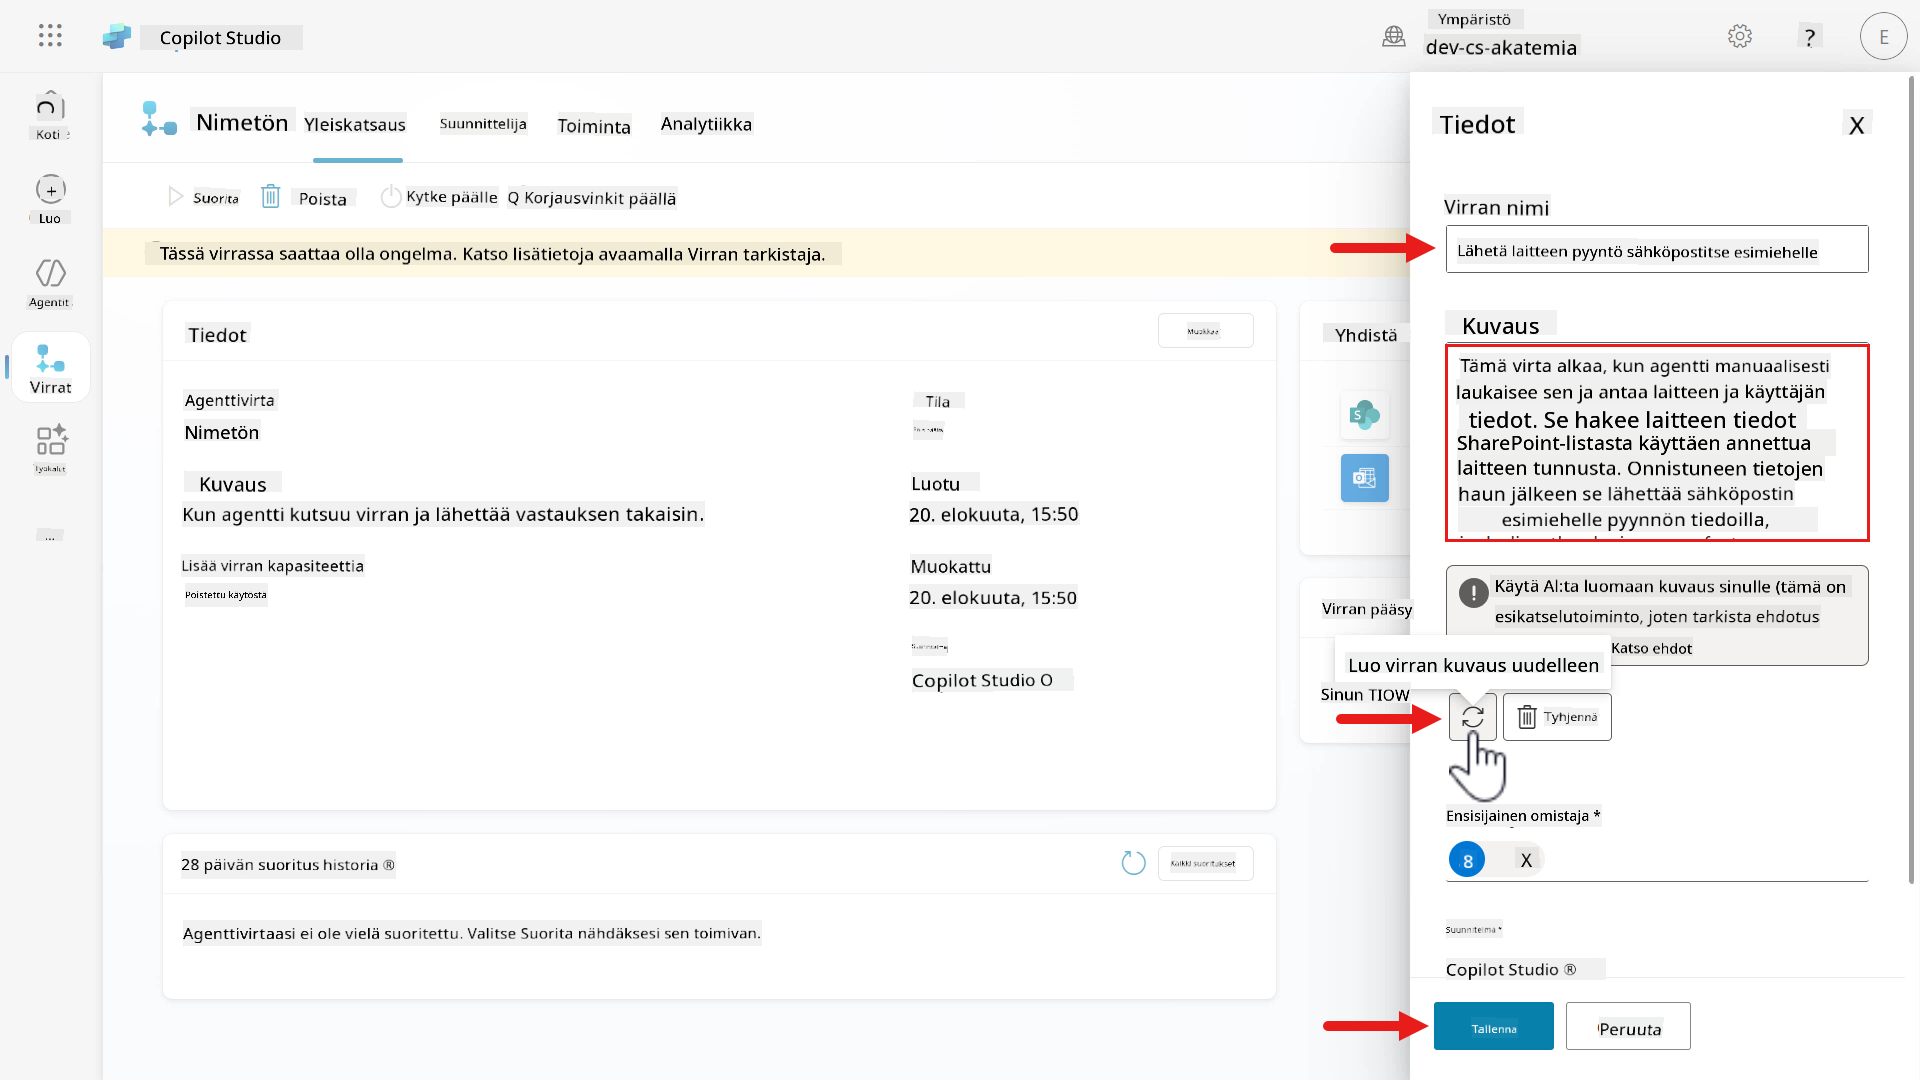 Copilot Studio
Ympäristö
dev-cs-akatemia
?
E
Koti
Luo
Agentit
Virrat
Työkalut
...
Nimetön
Yleiskatsaus
Suunnittelija
Toiminta
Analytiikka
Suorita
Poista
Kytke päälle
Q Korjausvinkit päällä
Tässä virrassa saattaa olla ongelma. Katso lisätietoja avaamalla Virran tarkistaja.
Tiedot
Muokkaa
Agenttivirta
Nimetön
Kuvaus
Kun agentti kutsuu virran ja lähettää vastauksen takaisin.
Lisää virran kapasiteettia
Poistettu käytöstä
Tila
Luotu
20. elokuuta, 15:50
Muokattu
20. elokuuta, 15:50
Copilot Studio O
28 päivän suoritus historia ®
Kaikki suoritukset
Agenttivirtaasi ei ole vielä suoritettu. Valitse Suorita nähdäksesi sen toimivan.
Yhdistä
Virran pääsy
Sinun TIOW
Tiedot
X
Virran nimi
Lähetä laitteen pyyntö sähköpostitse esimiehelle
Kuvaus
Tämä virta alkaa, kun agentti manuaalisesti
laukaisee sen ja antaa laitteen ja käyttäjän
tiedot. Se hakee laitteen tiedot
SharePoint-listasta käyttäen annettua
laitteen tunnusta. Onnistuneen tietojen
haun jälkeen se lähettää sähköpostin
esimiehelle pyynnön tiedoilla,
Käytä AI:ta luomaan kuvaus sinulle (tämä on
esikatselutoiminto, joten tarkista ehdotus
Katso ehdot
Luo virran kuvaus uudelleen
Tyhjennä
Ensisijainen omistaja *
8
X
Suunnitelma *
Copilot Studio ®
Tallenna
Peruuta